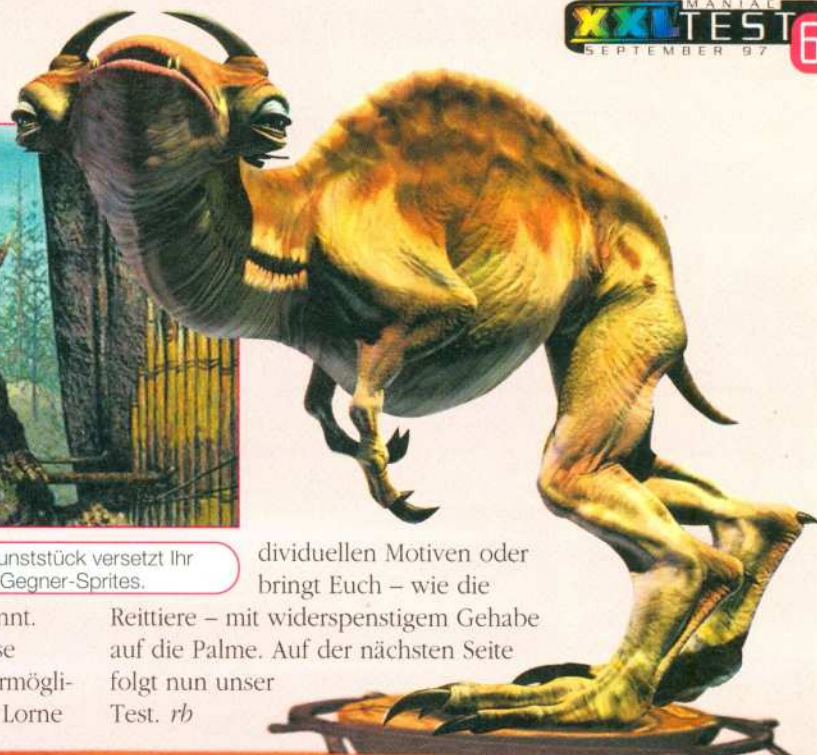 MANIAC
XXL TEST
SEPTEMBER 97
6
unststück versetzt Ihr
Gegner-Sprites.
nnt.
se
rmögli-
Lorne
dividuellen Motiven oder
bringt Euch – wie die
Reittiere – mit widerspenstigem Gehabe
auf die Palme. Auf der nächsten Seite
folgt nun unser
Test. rb